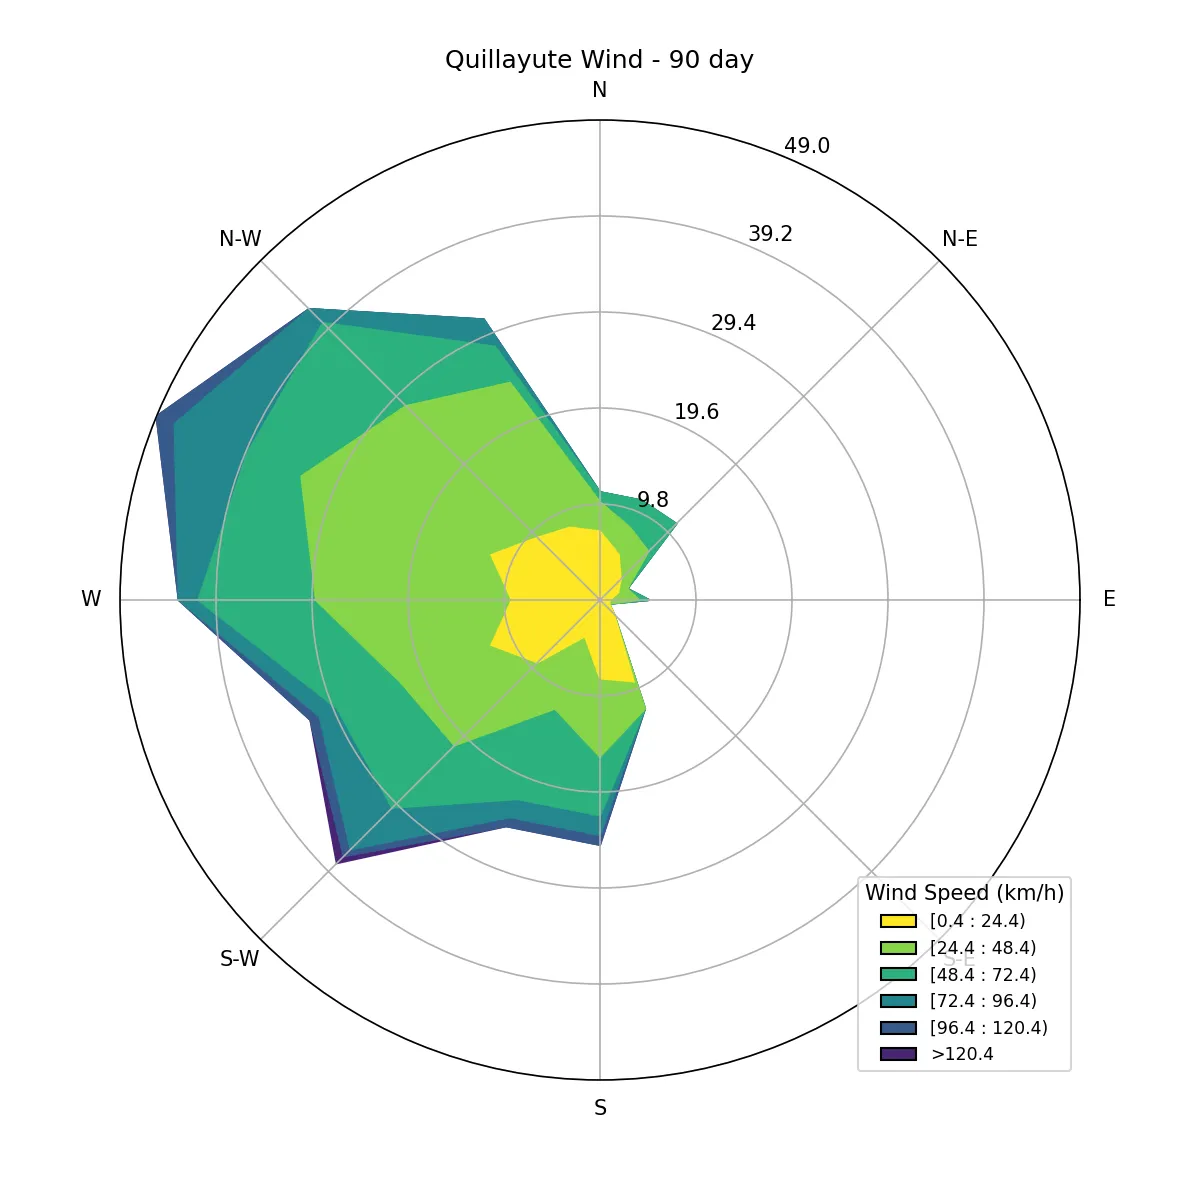 Quillayute Wind - 90 day
N
49.0
39.2
N-W
N-E
29.4
19.6
9.8
W
E
Wind Speed (km/h)
[0.4 : 24.4)
[24.4 : 48.4)
S-W
S-E
[48.4 : 72.4)
[72.4 : 96.4)
[96.4 : 120.4)
>120.4
S